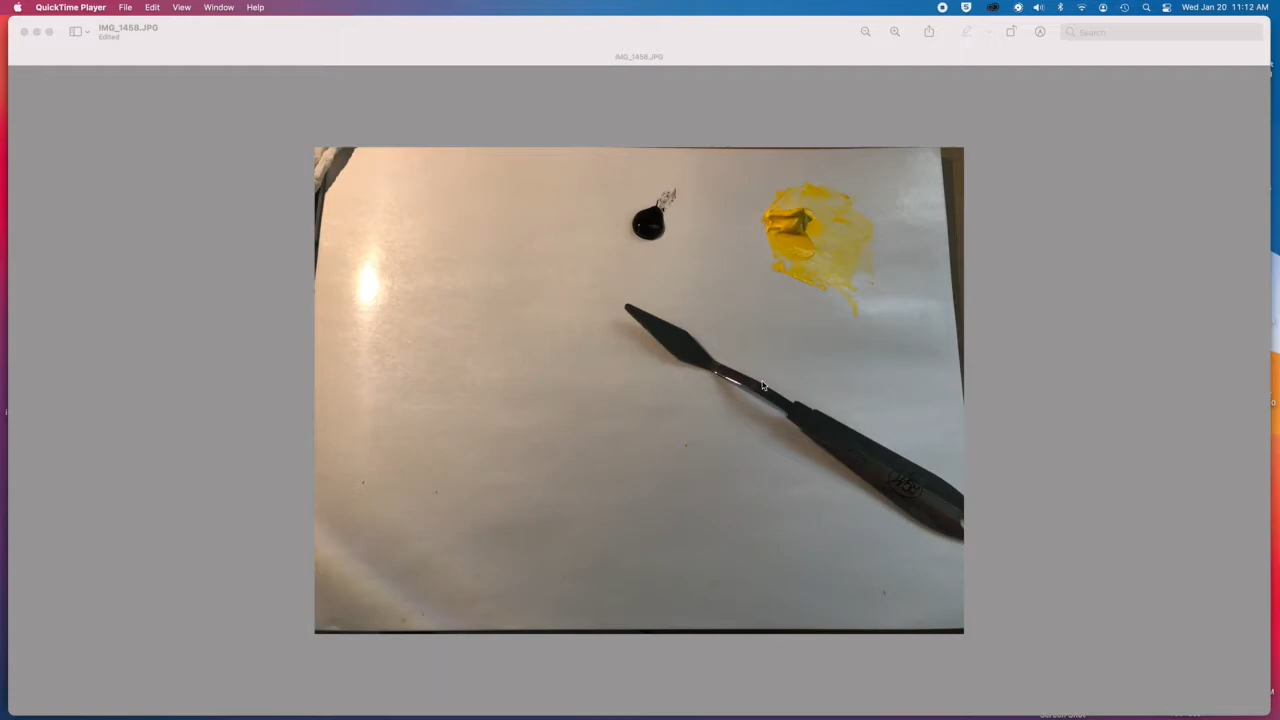 QuickTime Player File Edit View Window Help Wed Jan 20 11:12 AM
IMG_1458.JPG
Edited
Search
IMG_1458.JPG